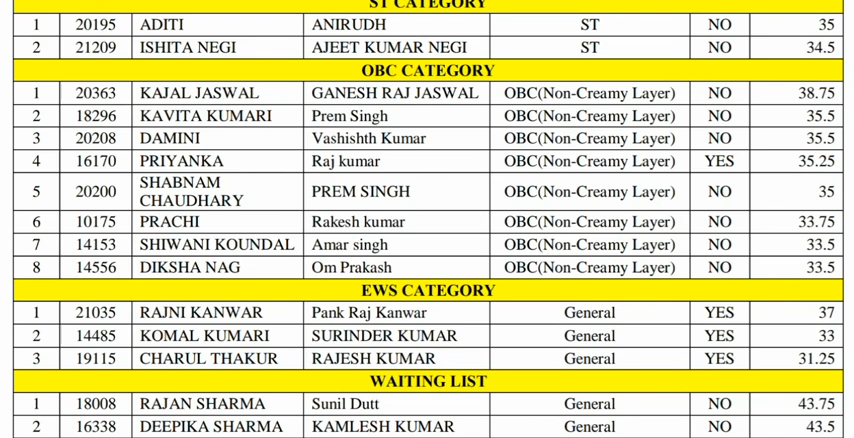 ST CATEGORY
1 20195 ADITI ANIRUDH ST NO 35
2 21209 ISHITA NEGI AJEET KUMAR NEGI ST NO 34.5
OBC CATEGORY
1 20363 KAJAL JASWAL GANESH RAJ JASWAL OBC(Non-Creamy Layer) NO 38.75
2 18296 KAVITA KUMARI Prem Singh OBC(Non-Creamy Layer) NO 35.5
3 20208 DAMINI Vashishth Kumar OBC(Non-Creamy Layer) NO 35.5
4 16170 PRIYANKA Raj kumar OBC(Non-Creamy Layer) YES 35.25
5 20200 SHABNAM CHAUDHARY PREM SINGH OBC(Non-Creamy Layer) NO 35
6 10175 PRACHI Rakesh kumar OBC(Non-Creamy Layer) NO 33.75
7 14153 SHIWANI KOUNDAL Amar singh OBC(Non-Creamy Layer) NO 33.5
8 14556 DIKSHA NAG Om Prakash OBC(Non-Creamy Layer) NO 33.5
EWS CATEGORY
1 21035 RAJNI KANWAR Pank Raj Kanwar General YES 37
2 14485 KOMAL KUMARI SURINDER KUMAR General YES 33
3 19115 CHARUL THAKUR RAJESH KUMAR General YES 31.25
WAITING LIST
1 18008 RAJAN SHARMA Sunil Dutt General NO 43.75
2 16338 DEEPIKA SHARMA KAMLESH KUMAR General NO 43.5